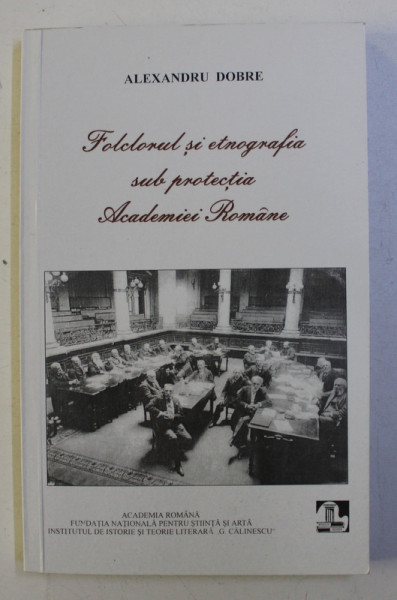 ALEXANDRU DOBRE
Folclorul și etnografia
sub protecția
Academiei Române
ACADEMIA ROMÂNĂ
FUNDAȚIA NAȚIONALĂ PENTRU ȘTIINȚĂ ȘI ARTĂ
INSTITUTUL DE ISTORIE ȘI TEORIE LITERARĂ „G. CĂLINESCU”